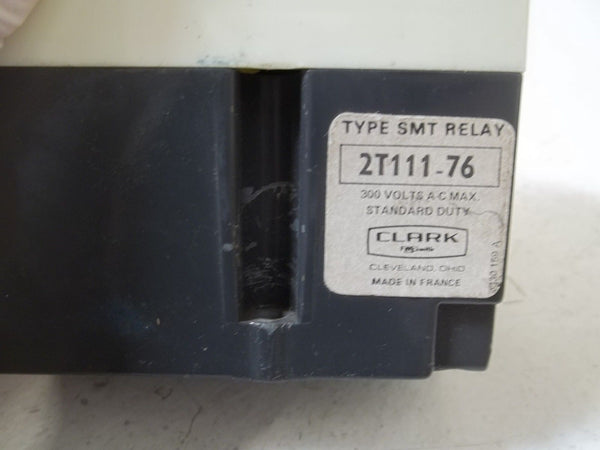 TYPE SMT RELAY
2T111-76
300 VOLTS A-C MAX.
STANDARD DUTY
CLARK
CLEVELAND, OHIO
MADE IN FRANCE